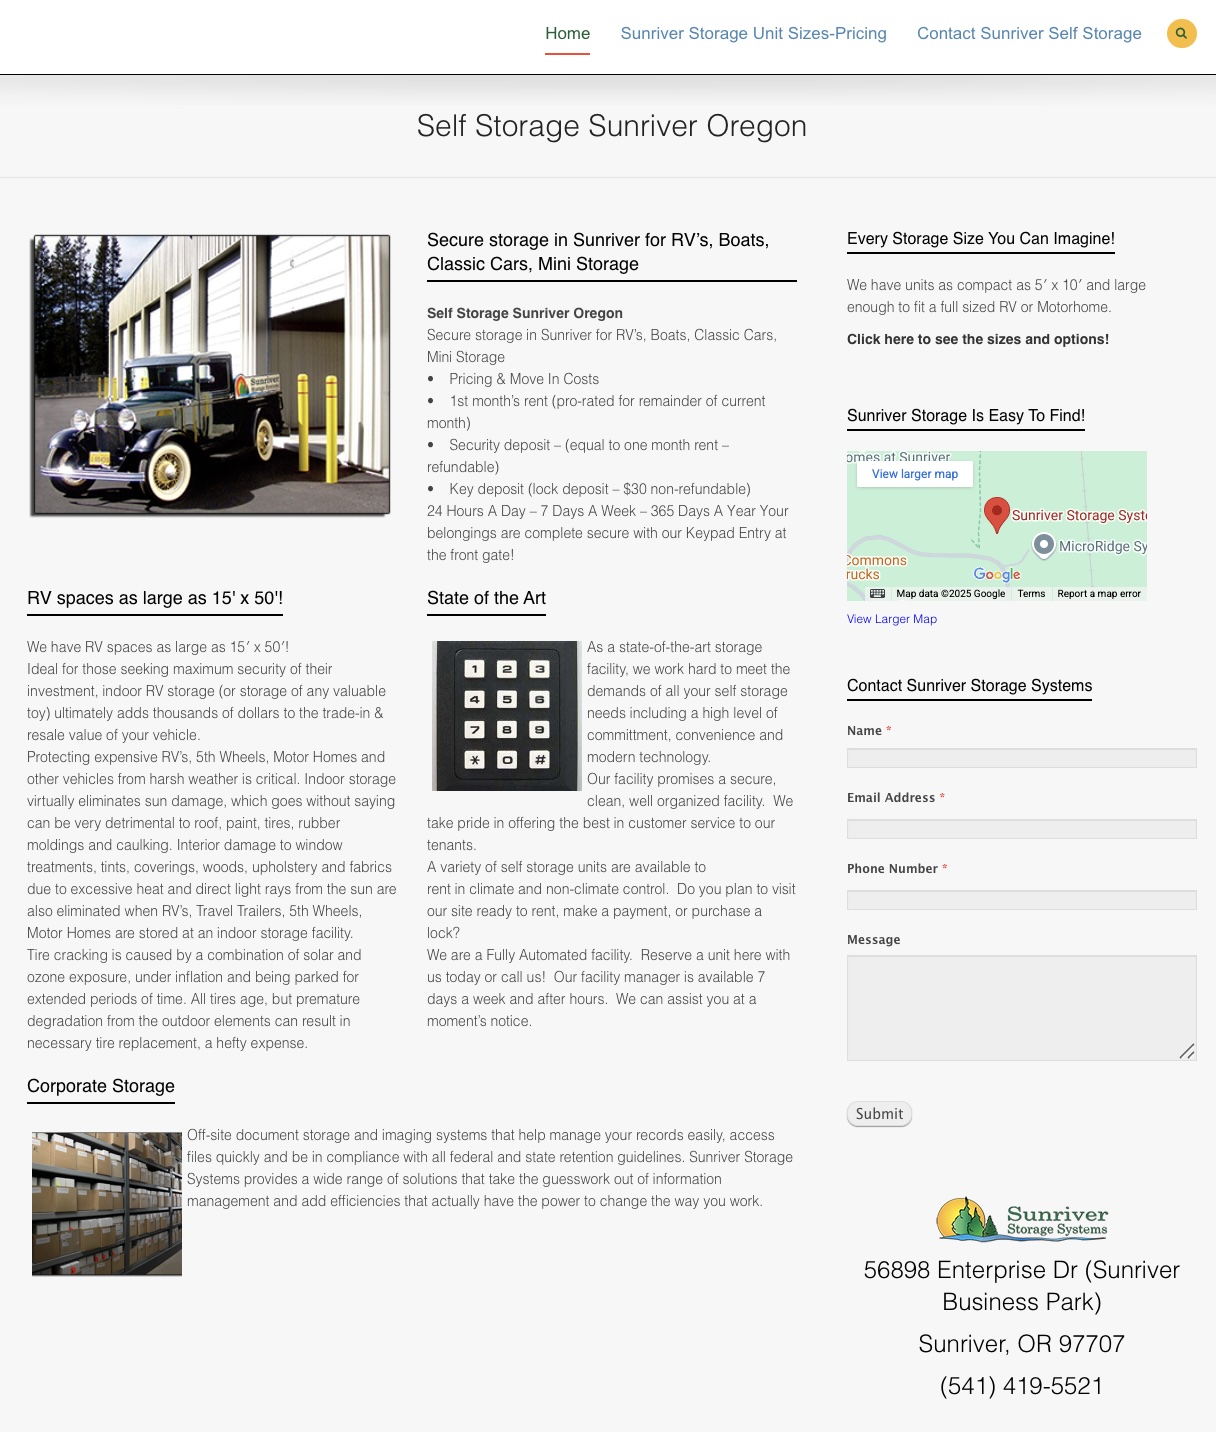 Home
Sunriver Storage Unit Sizes-Pricing
Contact Sunriver Self Storage
Self Storage Sunriver Oregon
Sunriver
Secure storage in Sunriver for RV’s, Boats,
Classic Cars, Mini Storage
Self Storage Sunriver Oregon
Secure storage in Sunriver for RV’s, Boats, Classic Cars,
Mini Storage
• Pricing & Move In Costs
• 1st month’s rent (pro-rated for remainder of current
month)
• Security deposit – (equal to one month rent –
refundable)
• Key deposit (lock deposit – $30 non-refundable)
24 Hours A Day – 7 Days A Week – 365 Days A Year Your
belongings are complete secure with our Keypad Entry at
the front gate!
RV spaces as large as 15' x 50'!
We have RV spaces as large as 15′ x 50′!
Ideal for those seeking maximum security of their
investment, indoor RV storage (or storage of any valuable
toy) ultimately adds thousands of dollars to the trade-in &
resale value of your vehicle.
Protecting expensive RV’s, 5th Wheels, Motor Homes and
other vehicles from harsh weather is critical. Indoor storage
virtually eliminates sun damage, which goes without saying
can be very detrimental to roof, paint, tires, rubber
moldings and caulking. Interior damage to window
treatments, tints, coverings, woods, upholstery and fabrics
due to excessive heat and direct light rays from the sun are
also eliminated when RV’s, Travel Trailers, 5th Wheels,
Motor Homes are stored at an indoor storage facility.
Tire cracking is caused by a combination of solar and
ozone exposure, under inflation and being parked for
extended periods of time. All tires age, but premature
degradation from the outdoor elements can result in
necessary tire replacement, a hefty expense.
State of the Art
1 2 3
4 5 6
7 8 9
* 0 #
As a state-of-the-art storage
facility, we work hard to meet the
demands of all your self storage
needs including a high level of
committment, convenience and
modern technology.
Our facility promises a secure,
clean, well organized facility. We
take pride in offering the best in customer service to our
tenants.
A variety of self storage units are available to
rent in climate and non-climate control. Do you plan to visit
our site ready to rent, make a payment, or purchase a
lock?
We are a Fully Automated facility. Reserve a unit here with
us today or call us! Our facility manager is available 7
days a week and after hours. We can assist you at a
moment’s notice.
Corporate Storage
Off-site document storage and imaging systems that help manage your records easily, access
files quickly and be in compliance with all federal and state retention guidelines. Sunriver Storage
Systems provides a wide range of solutions that take the guesswork out of information
management and add efficiencies that actually have the power to change the way you work.
Every Storage Size You Can Imagine!
We have units as compact as 5′ x 10′ and large
enough to fit a full sized RV or Motorhome.
Click here to see the sizes and options!
Sunriver Storage Is Easy To Find!
omes at Sunriver
View larger map
Sunriver Storage Syst
MicroRidge Sy
Commons
rucks
Google
Map data ©2025 Google
Terms
Report a map error
View Larger Map
Contact Sunriver Storage Systems
Name *
Email Address *
Phone Number *
Message
Submit
Sunriver
Storage Systems
56898 Enterprise Dr (Sunriver
Business Park)
Sunriver, OR 97707
(541) 419-5521